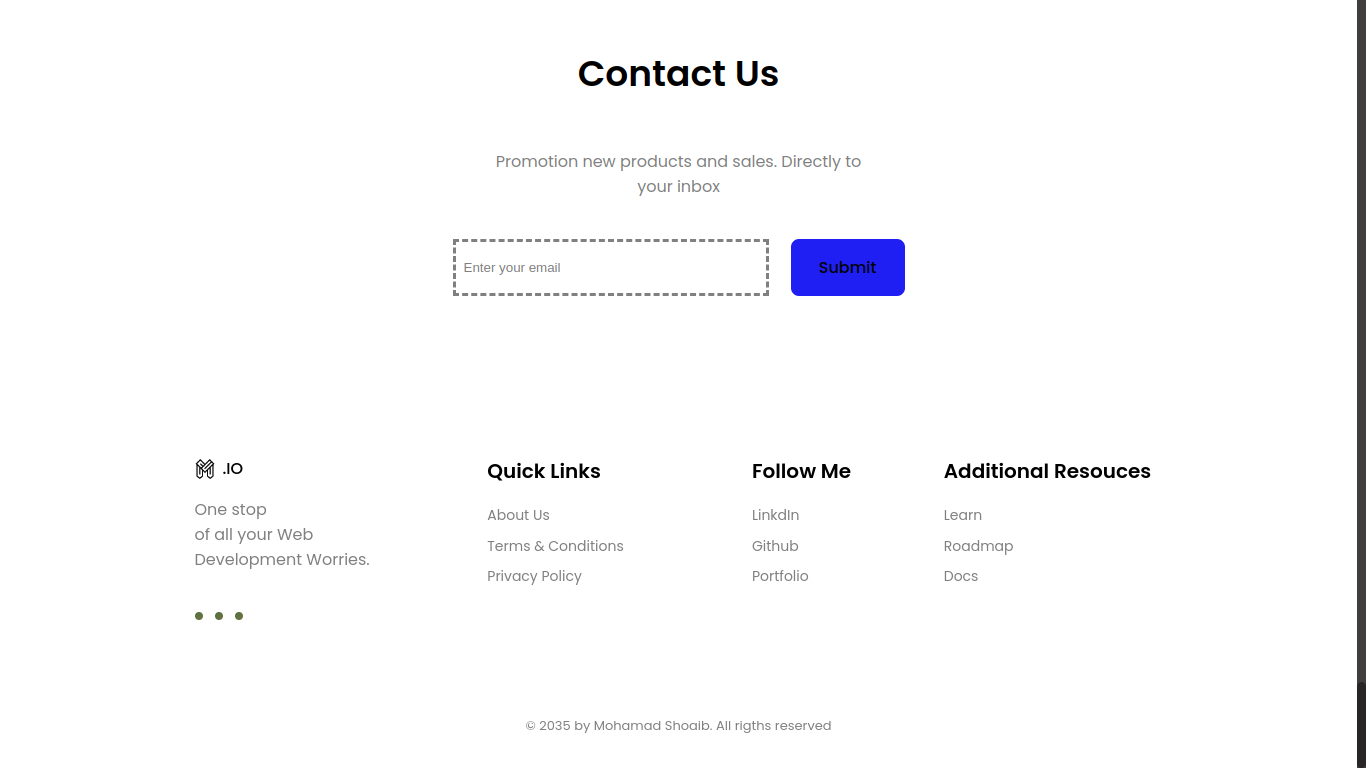 Contact Us
Promotion new products and sales. Directly to
your inbox
Enter your email
Submit
.IO
One stop
of all your Web
Development Worries.
Quick Links
About Us
Terms & Conditions
Privacy Policy
Follow Me
LinkdIn
Github
Portfolio
Additional Resouces
Learn
Roadmap
Docs
© 2035 by Mohamad Shoaib. All rigths reserved